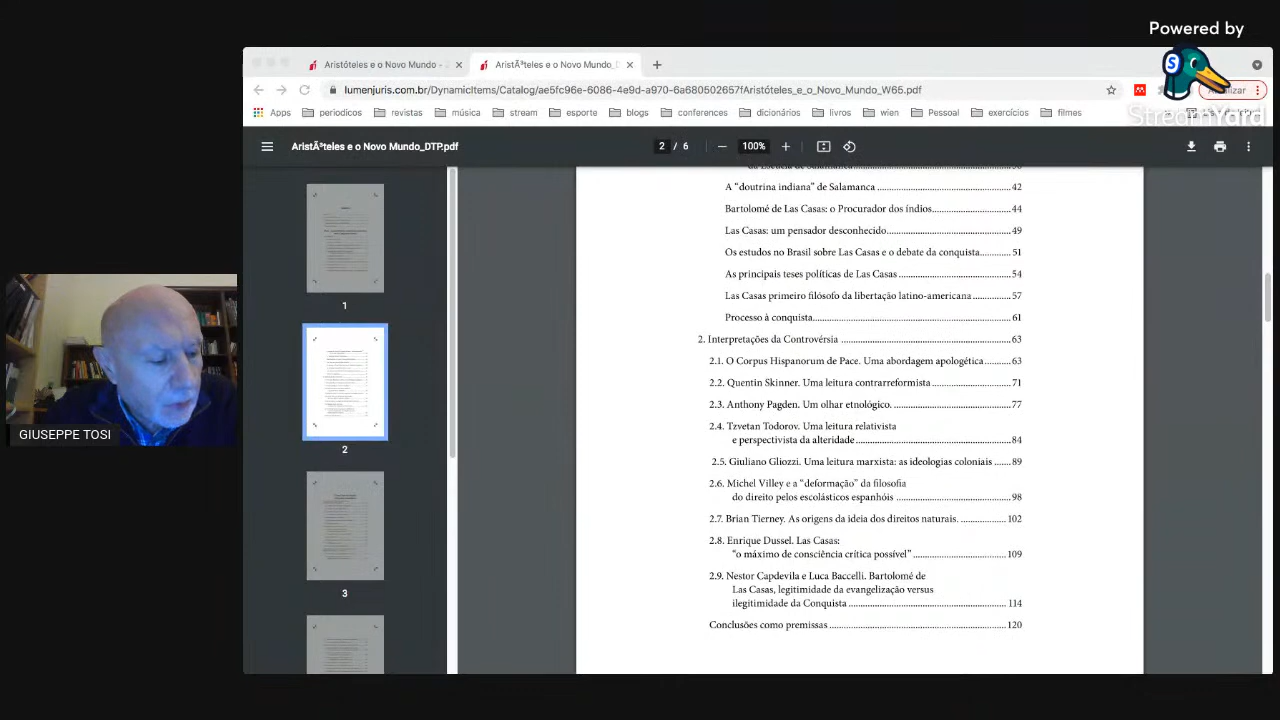 Powered by
StreamYard
Aristóteles e o Novo Mundo -
AristÃ³teles e o Novo Mundo_D
lumenjuris.com.br/DynamicItems/Catalog/ae5fc96e-6086-4e9d-a970-6a680502657fAristóteles_e_o_Novo_Mundo_W65.pdf
Apps periodicos revistas música stream esporte blogs conferences dicionários livros wien Pessoal exercícios filmes
AristÃ³teles e o Novo Mundo_DTP.pdf 2 / 6 100%
A “doutrina indiana” de Salamanca 42
Bartolomé de Las Casas: o Procurador dos índios 44
Las Casas: um pensador desconhecido 49
Os estudos no Brasil sobre Las Casas e o debate da conquista 51
As principais teses políticas de Las Casas 54
Las Casas primeiro filósofo da libertação latino-americana 57
Processo à conquista 61
2. Interpretações da Controvérsia 63
2.1. O Corpus Hispanorum de Pace. Uma abordagem apologética 63
2.2. Uma leitura contrarreformista
2.3. Anthony Um olhar antropológico 77
2.4. Tzvetan Todorov. Uma leitura relativista
e perspectivista da alteridade 84
2.5. Giuliano Gliozzi. Uma leitura marxista: as ideologias coloniais 89
2.6. Michel Villey e a “deformação” da filosofia
do direito pelos escolásticos espanhóis 98
2.7. Brian Tierney: as origens da ideia dos direitos naturais. 102
2.8. Enrique Dussel. Las Casas:
“o máximo de consciência crítica possível” 109
2.9. Nestor Capdevila e Luca Baccelli. Bartolomé de
Las Casas, legitimidade da evangelização versus
ilegitimidade da Conquista 114
Conclusões como premissas 120
1
2
3
GIUSEPPE TOSI